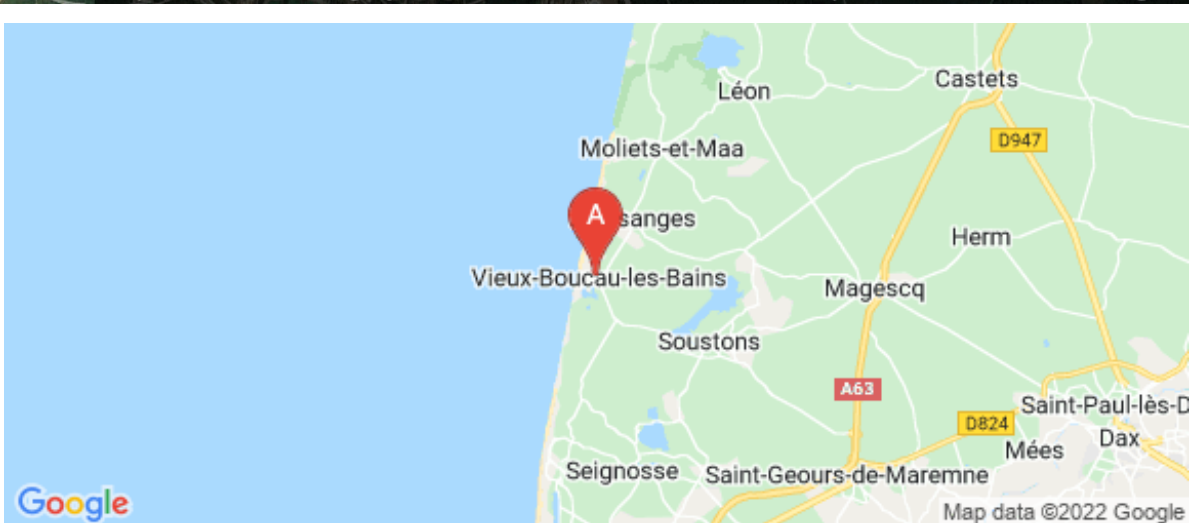 Léon
Castets
D947
Moliets-et-Maa
A
sanges
Herm
Vieux-Boucau-les-Bains
Magescq
Soustons
A63
Saint-Paul-lès-D
D824
Dax
Mées
Seignosse
Saint-Geours-de-Maremne
Google
Map data ©2022 Google